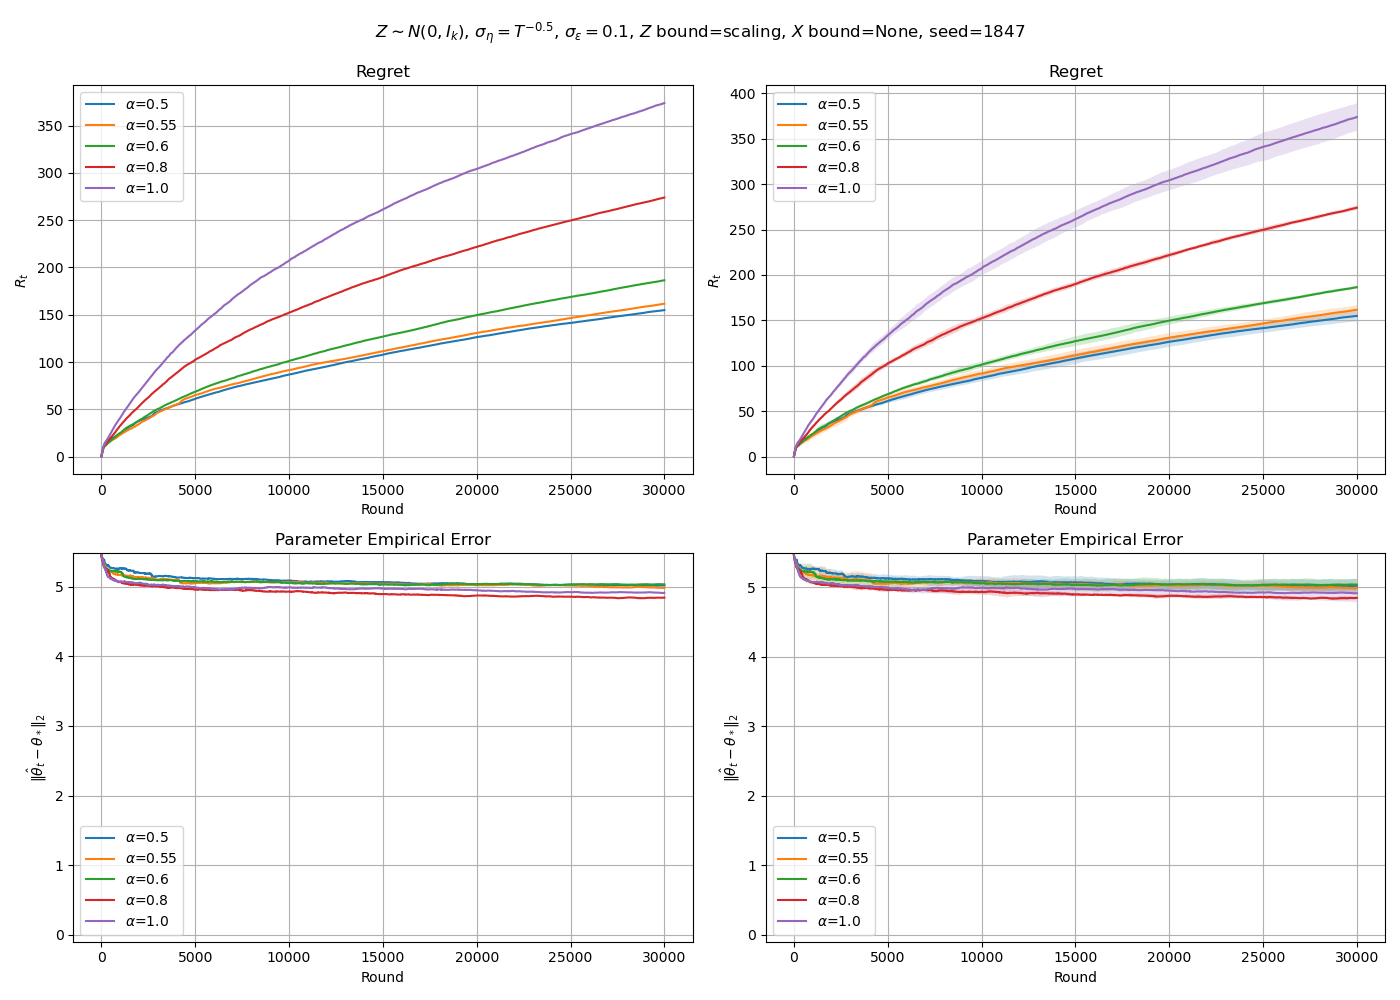 Z ∼ N(0, I_k), σ_η = T^{−0.5}, σ_ε = 0.1, Z bound=scaling, X bound=None, seed=1847
Regret
R_t
350
300
250
200
150
100
50
0
α=0.5
α=0.55
α=0.6
α=0.8
α=1.0
0 5000 10000 15000 20000 25000 30000
Round
Regret
R_t
400
350
300
250
200
150
100
50
0
α=0.5
α=0.55
α=0.6
α=0.8
α=1.0
0 5000 10000 15000 20000 25000 30000
Round
Parameter Empirical Error
‖θ̂_t − θ_*‖_2
5
4
3
2
1
0
α=0.5
α=0.55
α=0.6
α=0.8
α=1.0
0 5000 10000 15000 20000 25000 30000
Round
Parameter Empirical Error
‖θ̂_t − θ_*‖_2
5
4
3
2
1
0
α=0.5
α=0.55
α=0.6
α=0.8
α=1.0
0 5000 10000 15000 20000 25000 30000
Round